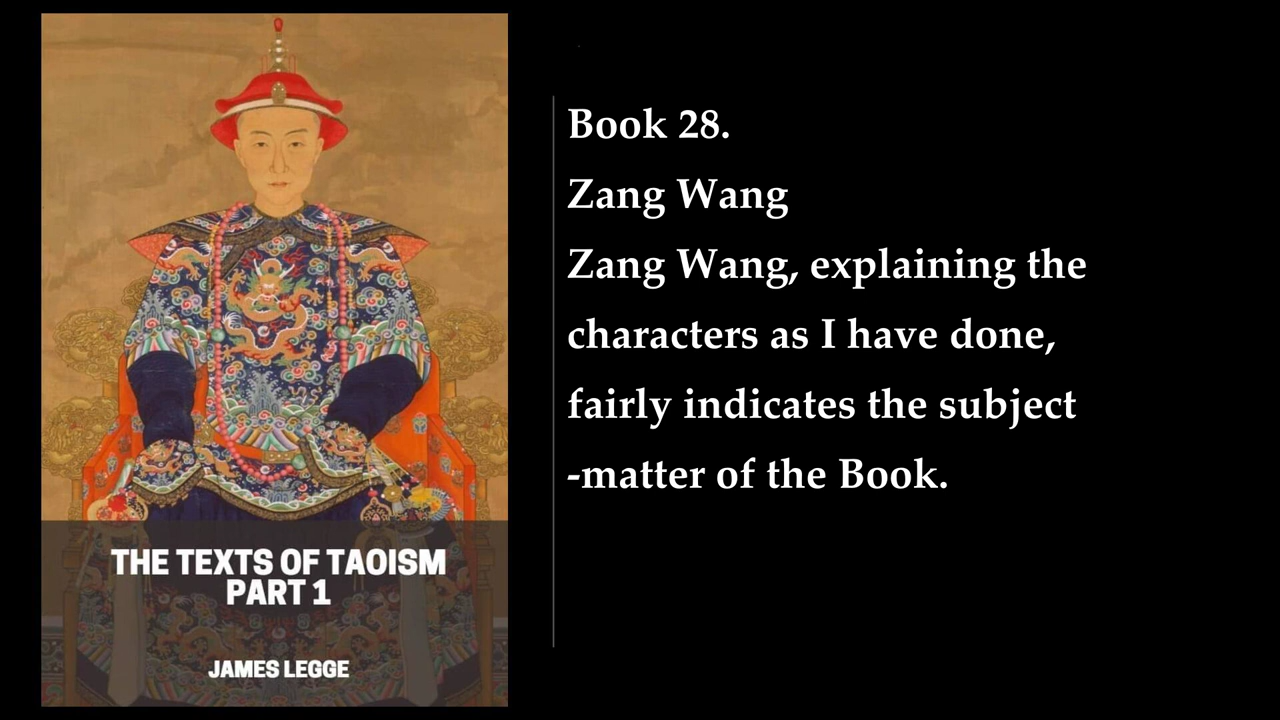 THE TEXTS OF TAOISM
PART 1
JAMES LEGGE
Book 28.
Zang Wang
Zang Wang, explaining the
characters as I have done,
fairly indicates the subject
-matter of the Book.